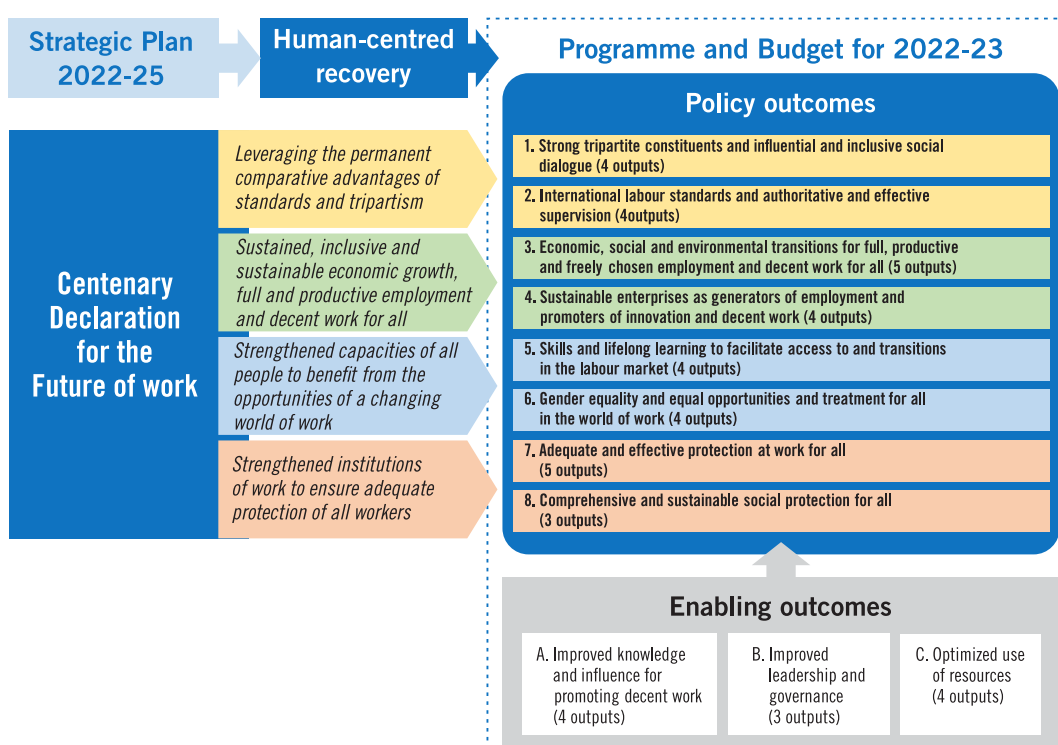 Strategic Plan
2022-25
Human-centred
recovery
Programme and Budget for 2022-23
Centenary
Declaration
for the
Future of work
Leveraging the permanent
comparative advantages of
standards and tripartism
Sustained, inclusive and
sustainable economic growth,
full and productive employment
and decent work for all
Strengthened capacities of all
people to benefit from the
opportunities of a changing
world of work
Strengthened institutions
of work to ensure adequate
protection of all workers
Policy outcomes
1. Strong tripartite constituents and influential and inclusive social
dialogue (4 outputs)
2. International labour standards and authoritative and effective
supervision (4outputs)
3. Economic, social and environmental transitions for full, productive
and freely chosen employment and decent work for all (5 outputs)
4. Sustainable enterprises as generators of employment and
promoters of innovation and decent work (4 outputs)
5. Skills and lifelong learning to facilitate access to and transitions
in the labour market (4 outputs)
6. Gender equality and equal opportunities and treatment for all
in the world of work (4 outputs)
7. Adequate and effective protection at work for all
(5 outputs)
8. Comprehensive and sustainable social protection for all
(3 outputs)
Enabling outcomes
A. Improved knowledge
and influence for
promoting decent work
(4 outputs)
B. Improved
leadership and
governance
(3 outputs)
C. Optimized use
of resources
(4 outputs)